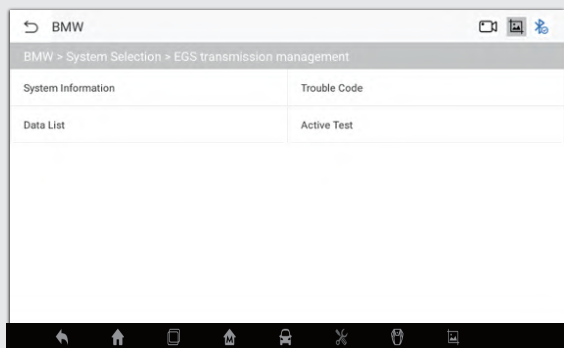 BMW
BMW > System Selection > EGS transmission management
System Information
Trouble Code
Data List
Active Test
M